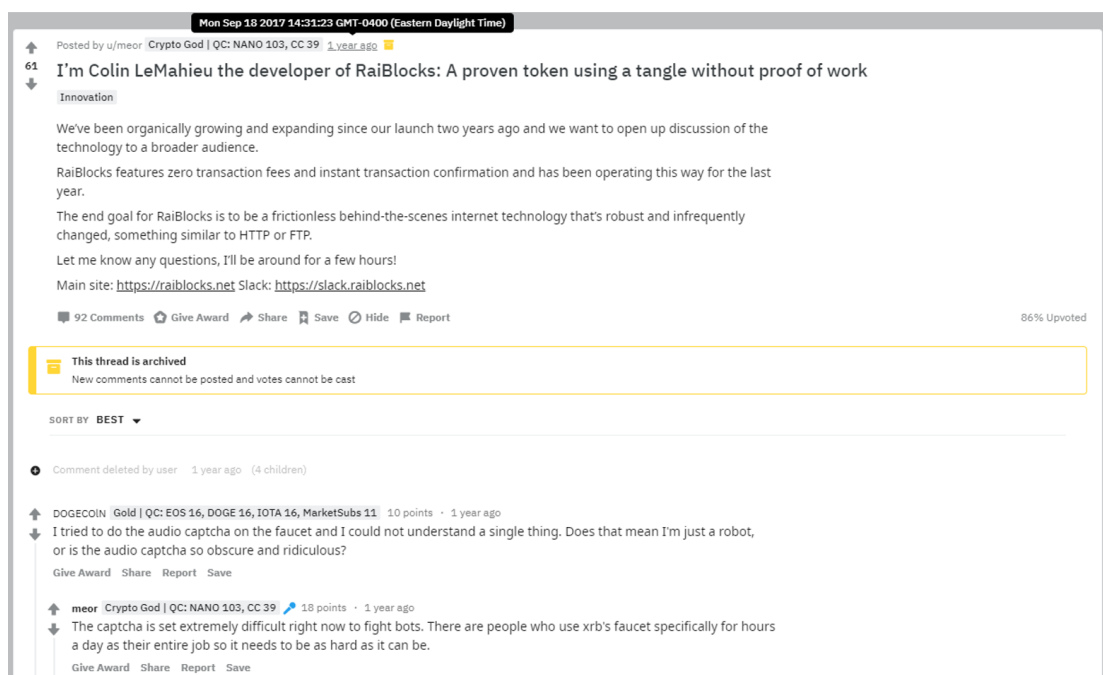 Mon Sep 18 2017 14:31:23 GMT-0400 (Eastern Daylight Time)
Posted by u/meor Crypto God | QC: NANO 103, CC 39 1 year ago
61
I'm Colin LeMahieu the developer of RaiBlocks: A proven token using a tangle without proof of work
Innovation
We've been organically growing and expanding since our launch two years ago and we want to open up discussion of the
technology to a broader audience.
RaiBlocks features zero transaction fees and instant transaction confirmation and has been operating this way for the last
year.
The end goal for RaiBlocks is to be a frictionless behind-the-scenes internet technology that's robust and infrequently
changed, something similar to HTTP or FTP.
Let me know any questions, I'll be around for a few hours!
Main site: https://raiblocks.net Slack: https://slack.raiblocks.net
92 Comments Give Award Share Save Hide Report 86% Upvoted
This thread is archived
New comments cannot be posted and votes cannot be cast
SORT BY BEST
Comment deleted by user 1 year ago (4 children)
DOGECOlN Gold | QC: EOS 16, DOGE 16, IOTA 16, MarketSubs 11 10 points · 1 year ago
I tried to do the audio captcha on the faucet and I could not understand a single thing. Does that mean I'm just a robot,
or is the audio captcha so obscure and ridiculous?
Give Award Share Report Save
meor Crypto God | QC: NANO 103, CC 39 18 points · 1 year ago
The captcha is set extremely difficult right now to fight bots. There are people who use xrb's faucet specifically for hours
a day as their entire job so it needs to be as hard as it can be.
Give Award Share Report Save